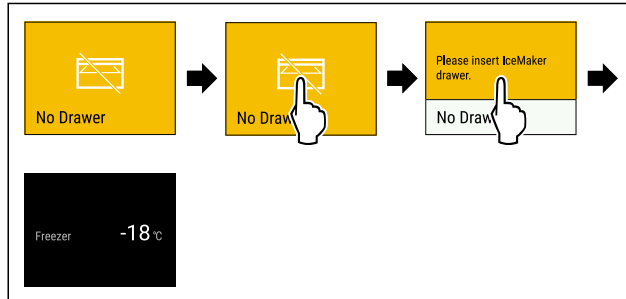 No Drawer
No Draw
Please insert IceMaker
drawer.
No Draw
Freezer
-18 °C